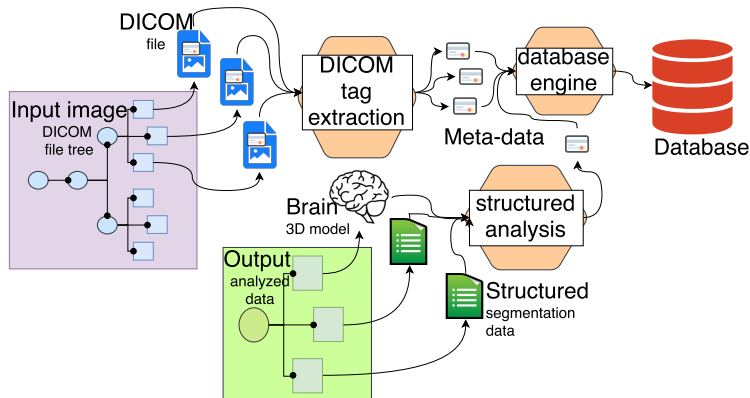 DICOM
file
Input image
DICOM
file tree
DICOM
tag
extraction
database
engine
Meta-data
Database
Brain
3D model
structured
analysis
Output
analyzed
data
Structured
segmentation
data